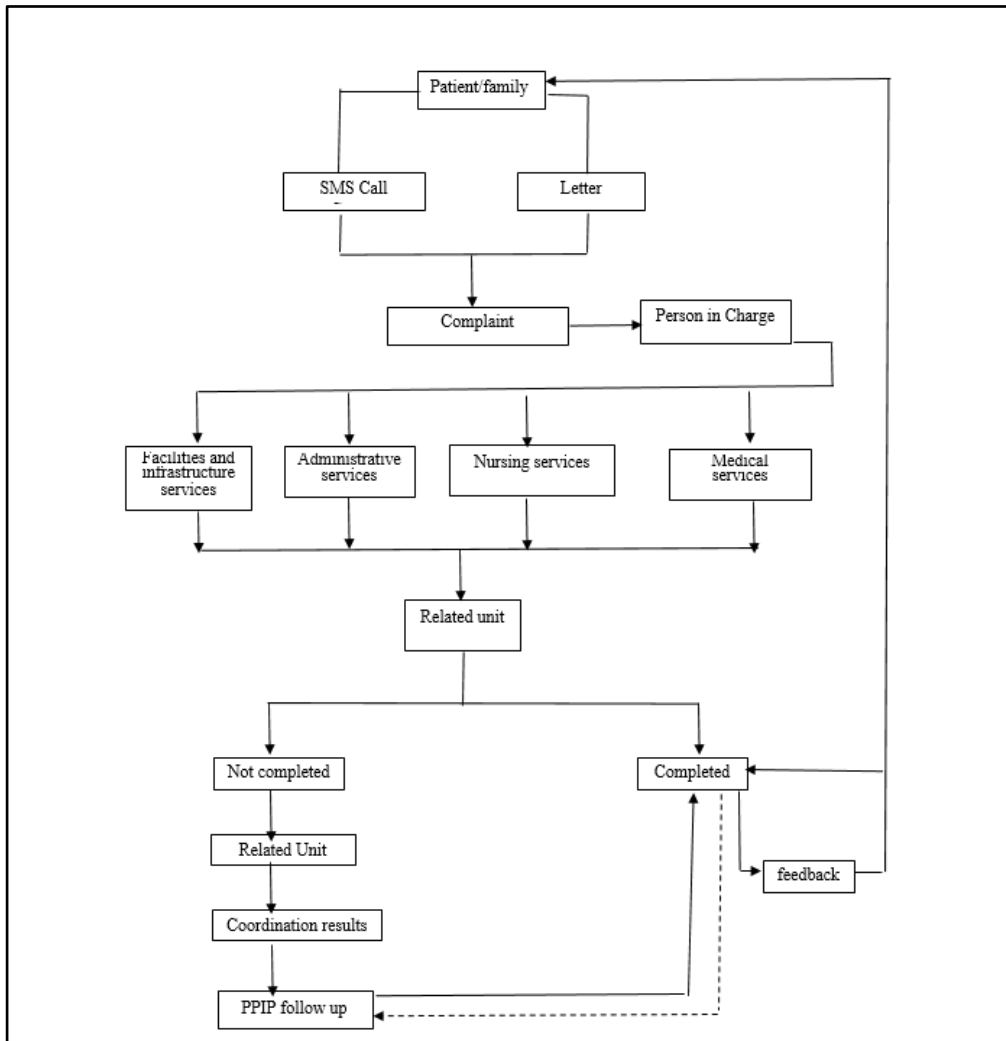 Patient/family
SMS Call
Letter
Complaint
Person in Charge
Facilities and
infrastructure
services
Administrative
services
Nursing services
Medical
services
Related unit
Not completed
Completed
Related Unit
feedback
Coordination results
PPIP follow up